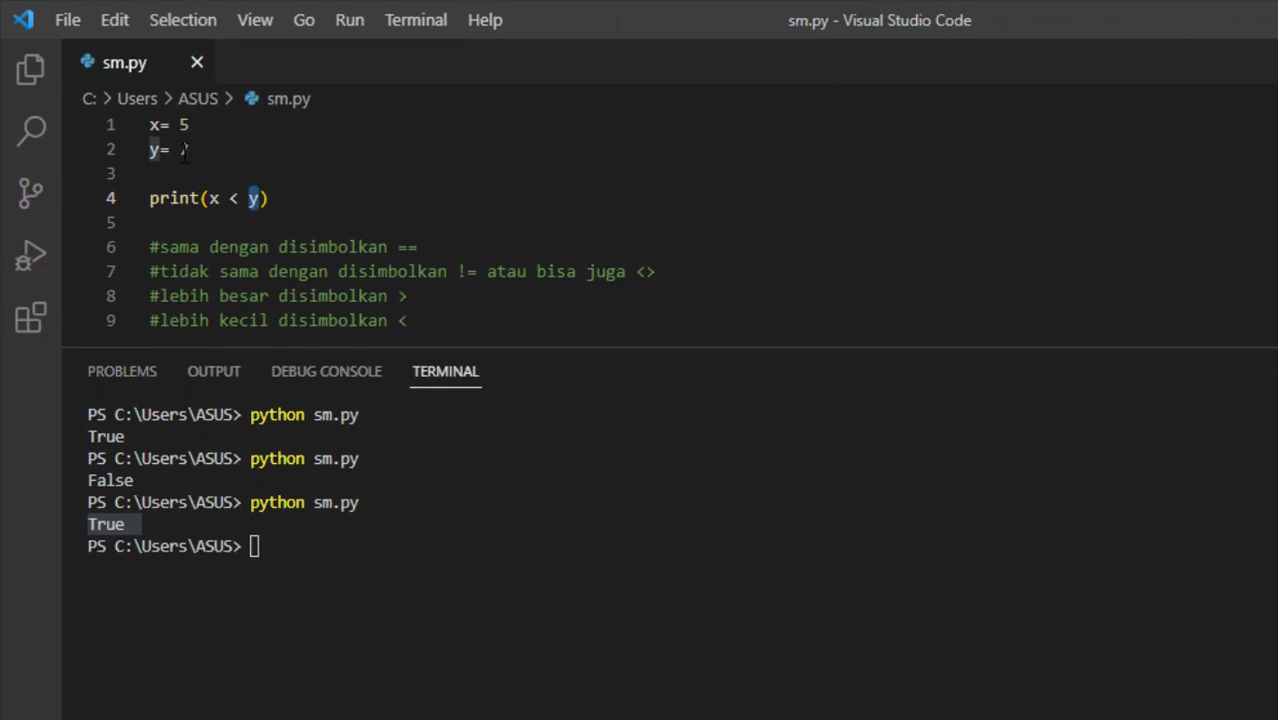 File Edit Selection View Go Run Terminal Help sm.py - Visual Studio Code
sm.py
C: > Users > ASUS > sm.py
1 x= 5
2 y=
3
4 print(x < y)
5
6 #sama dengan disimbolkan ==
7 #tidak sama dengan disimbolkan != atau bisa juga <>
8 #lebih besar disimbolkan >
9 #lebih kecil disimbolkan <
PROBLEMS OUTPUT DEBUG CONSOLE TERMINAL
PS C:\Users\ASUS> python sm.py
True
PS C:\Users\ASUS> python sm.py
False
PS C:\Users\ASUS> python sm.py
True
PS C:\Users\ASUS>